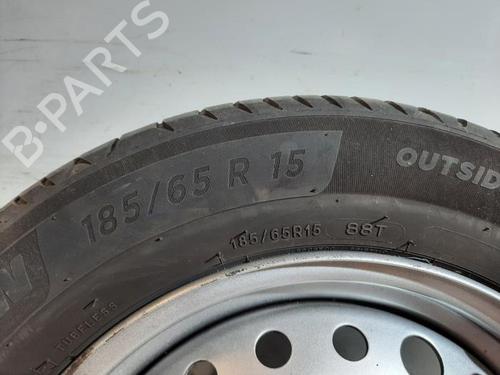 B-PARTS
185/65 R 15
OUTSID
185/65R15 88T
TUBELESS